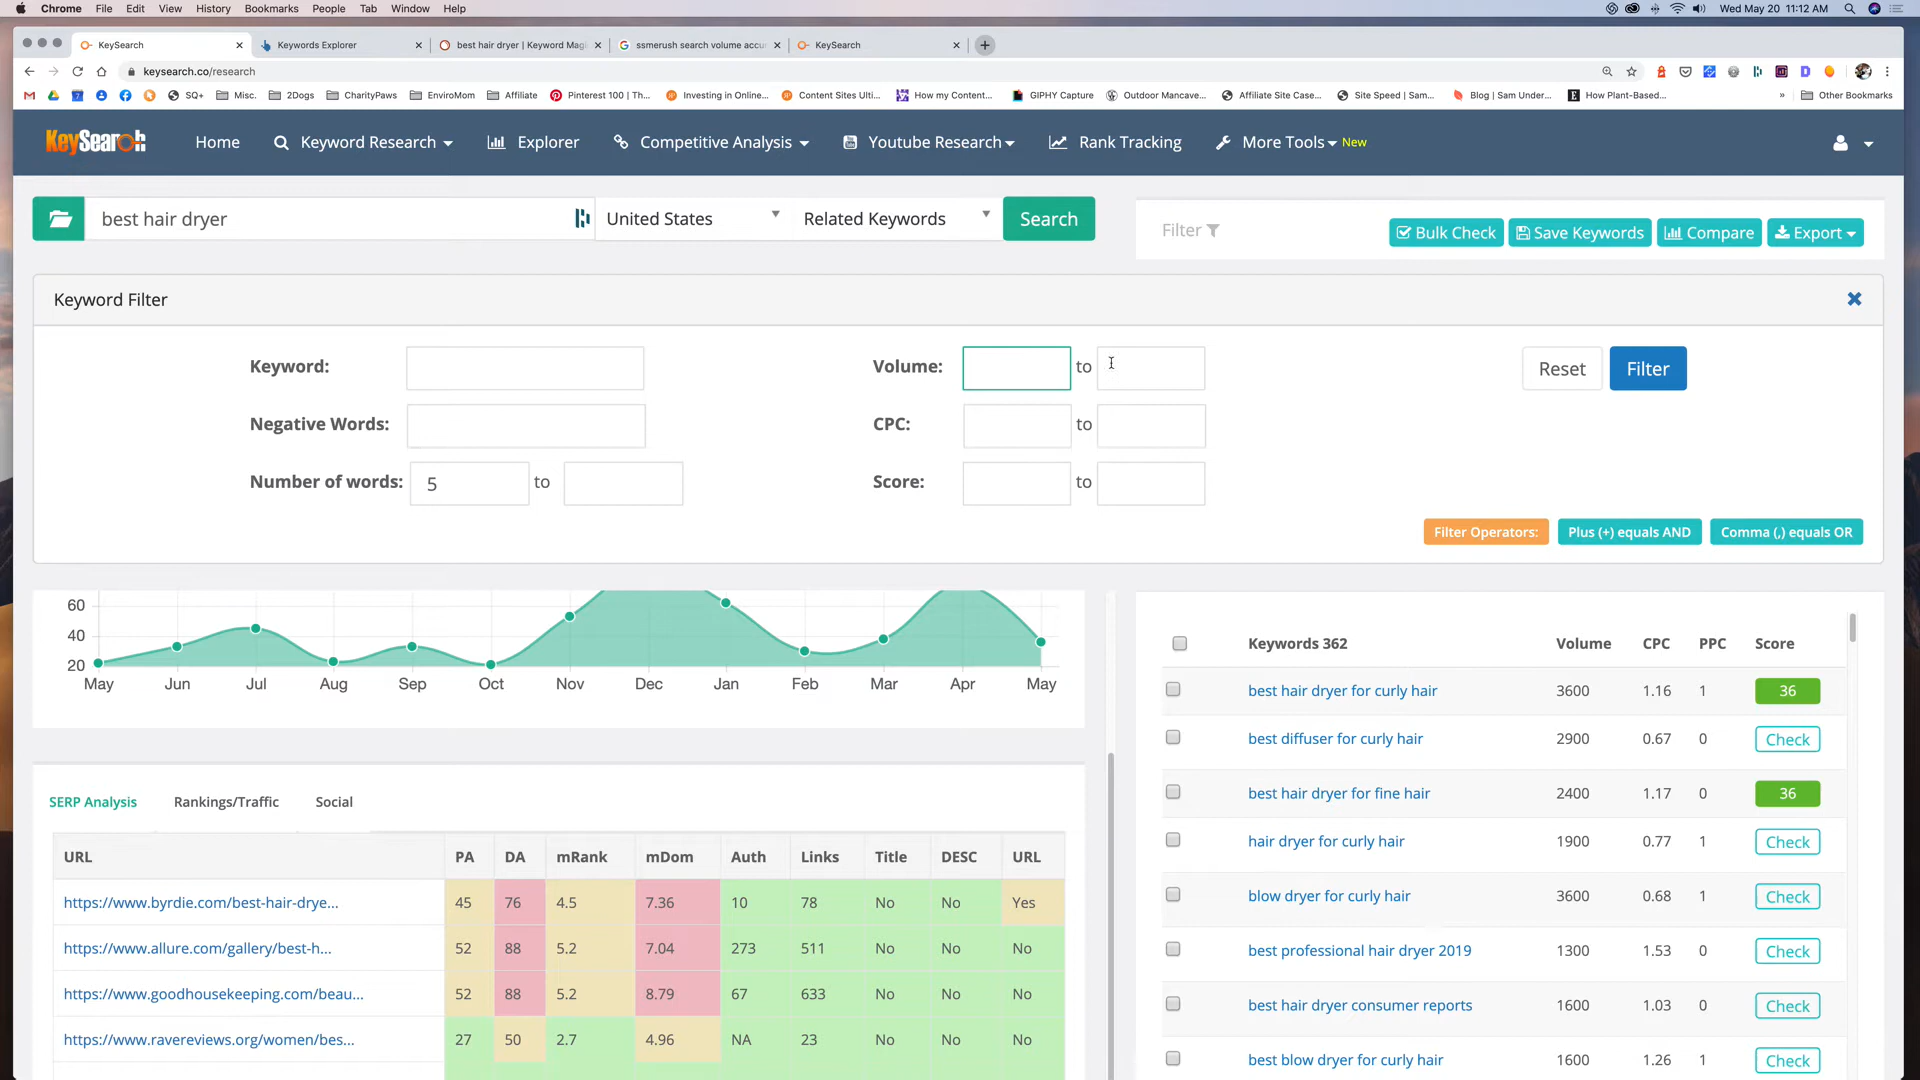 Chrome File Edit View History Bookmarks People Tab Window Help Wed May 20 11:12 AM
KeySearch Keywords Explorer best hair dryer | Keyword Mag ssmerush search volume accu KeySearch
keysearch.co/research
SQ+ Misc. 2Dogs CharityPaws EnviroMom Affiliate Pinterest 100 | Th... Investing in Online... Content Sites Ulti... How my Content... GIPHY Capture Outdoor Mancave... Affiliate Site Case... Site Speed | Sam... Blog | Sam Under... How Plant-Based... » Other Bookmarks
KeySearch Home Keyword Research Explorer Competitive Analysis Youtube Research Rank Tracking More Tools New
best hair dryer United States Related Keywords Search Filter Bulk Check Save Keywords Compare Export
Keyword Filter
Keyword: Volume: to Reset Filter
Negative Words: CPC: to
Number of words: 5 to Score: to
Filter Operators: Plus (+) equals AND Comma (,) equals OR
60
40
20
May Jun Jul Aug Sep Oct Nov Dec Jan Feb Mar Apr May
SERP Analysis Rankings/Traffic Social
URL PA DA mRank mDom Auth Links Title DESC URL
https://www.byrdie.com/best-hair-drye... 45 76 4.5 7.36 10 78 No No Yes
https://www.allure.com/gallery/best-h... 52 88 5.2 7.04 273 511 No No No
https://www.goodhousekeeping.com/beau... 52 88 5.2 8.79 67 633 No No No
https://www.ravereviews.org/women/bes... 27 50 2.7 4.96 NA 23 No No No
Keywords 362 Volume CPC PPC Score
best hair dryer for curly hair 3600 1.16 1 36
best diffuser for curly hair 2900 0.67 0 Check
best hair dryer for fine hair 2400 1.17 0 36
hair dryer for curly hair 1900 0.77 1 Check
blow dryer for curly hair 3600 0.68 1 Check
best professional hair dryer 2019 1300 1.53 0 Check
best hair dryer consumer reports 1600 1.03 0 Check
best blow dryer for curly hair 1600 1.26 1 Check